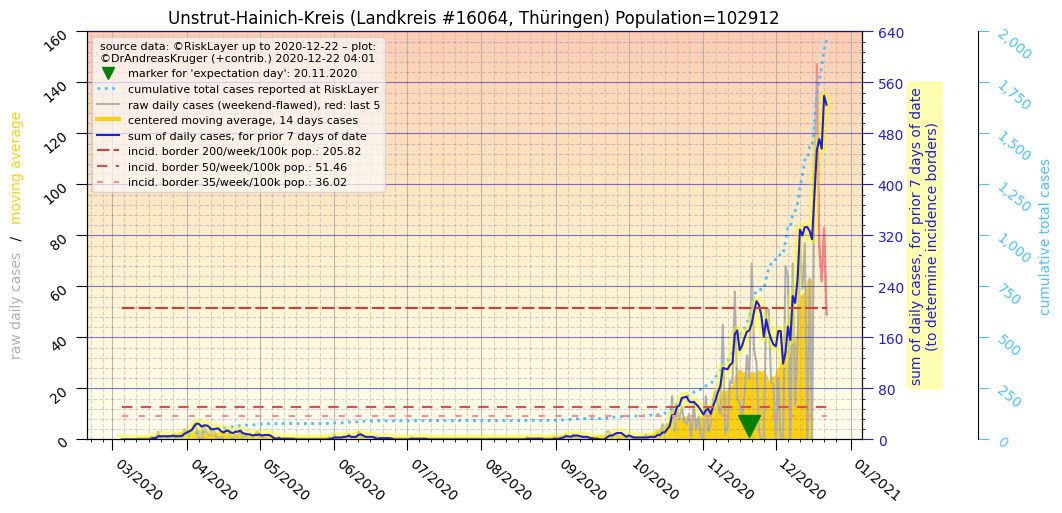 Unstrut-Hainich-Kreis (Landkreis #16064, Thüringen) Population=102912
source data: ©RiskLayer up to 2020-12-22 – plot:
©DrAndreasKruger (+contrib.) 2020-12-22 04:01
marker for 'expectation day': 20.11.2020
cumulative total cases reported at RiskLayer
raw daily cases (weekend-flawed), red: last 5
centered moving average, 14 days cases
sum of daily cases, for prior 7 days of date
incid. border 200/week/100k pop.: 205.82
incid. border 50/week/100k pop.: 51.46
incid. border 35/week/100k pop.: 36.02
raw daily cases / moving average
160
140
120
100
80
60
40
20
0
640
560
480
400
320
240
160
80
0
sum of daily cases, for prior 7 days of date
(to determine incidence borders)
2,000
1,750
1,500
1,250
1,000
750
500
250
0
cumulative total cases
03/2020
04/2020
05/2020
06/2020
07/2020
08/2020
09/2020
10/2020
11/2020
12/2020
01/2021